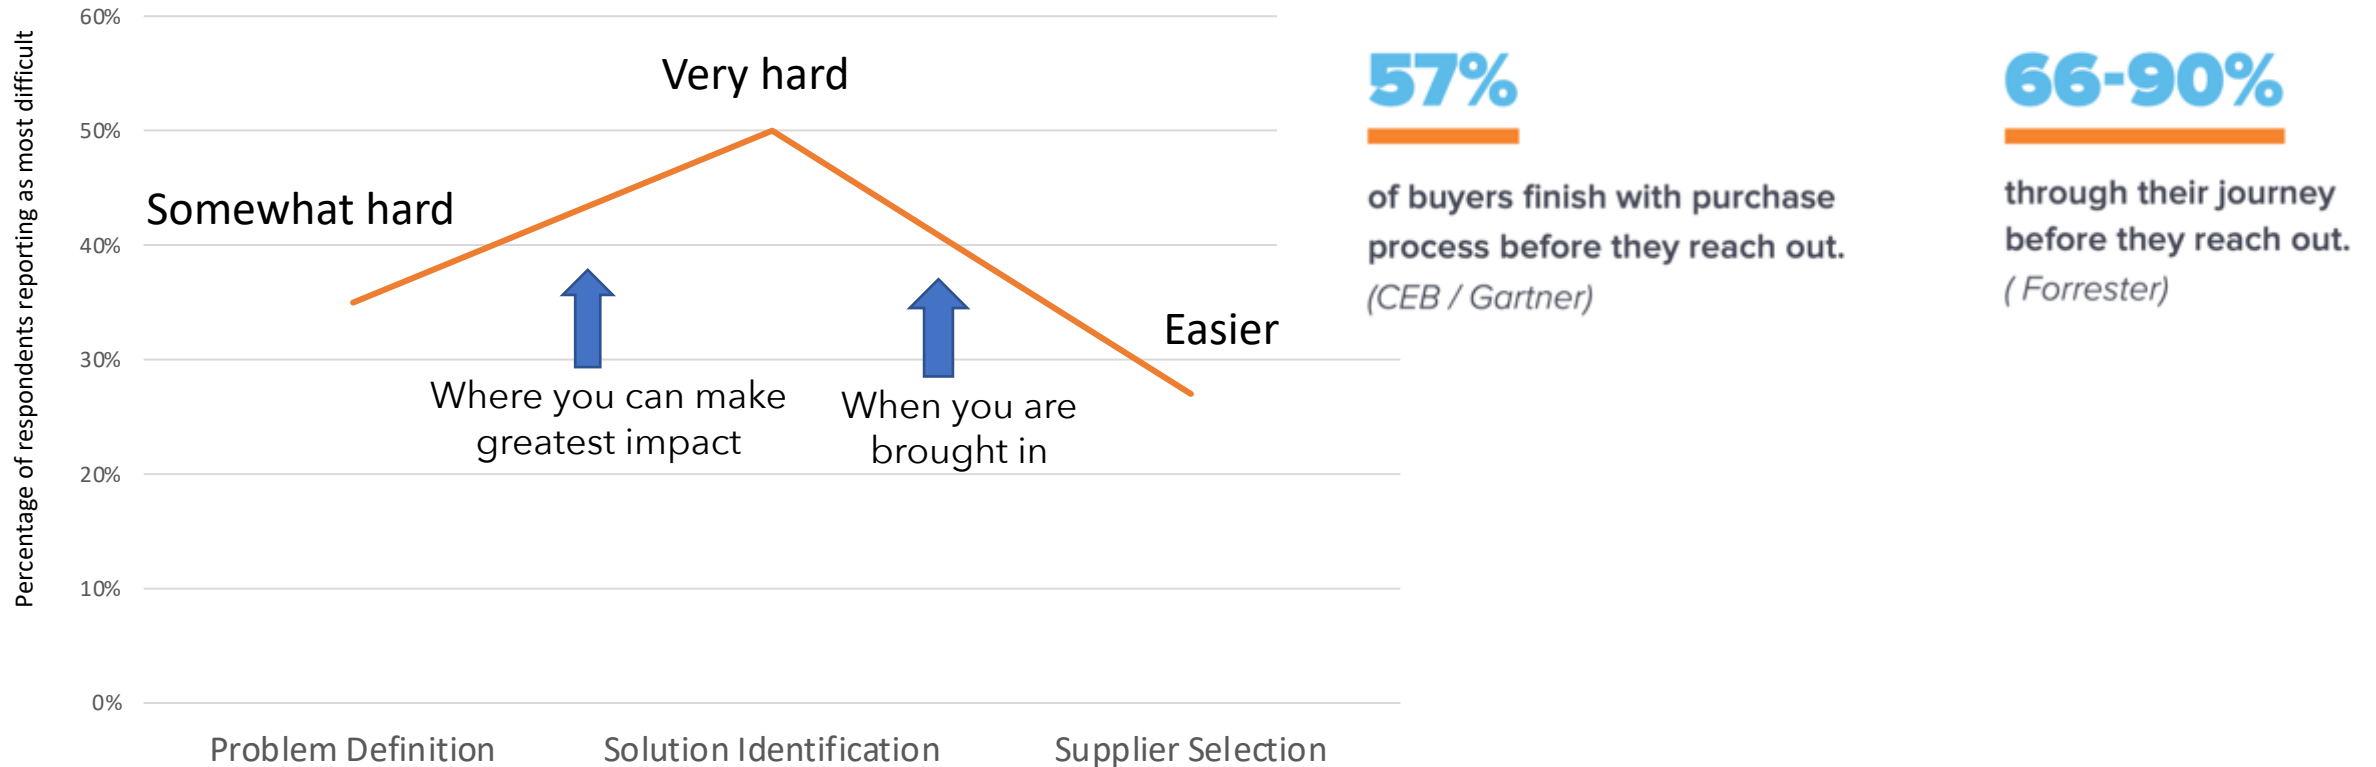 Percentage of respondents reporting as most difficult
60%
50%
40%
30%
20%
10%
0%
Very hard
Somewhat hard
Easier
Where you can make
greatest impact
When you are
brought in
Problem Definition
Solution Identification
Supplier Selection
57%
of buyers finish with purchase
process before they reach out.
(CEB / Gartner)
66-90%
through their journey
before they reach out.
( Forrester)